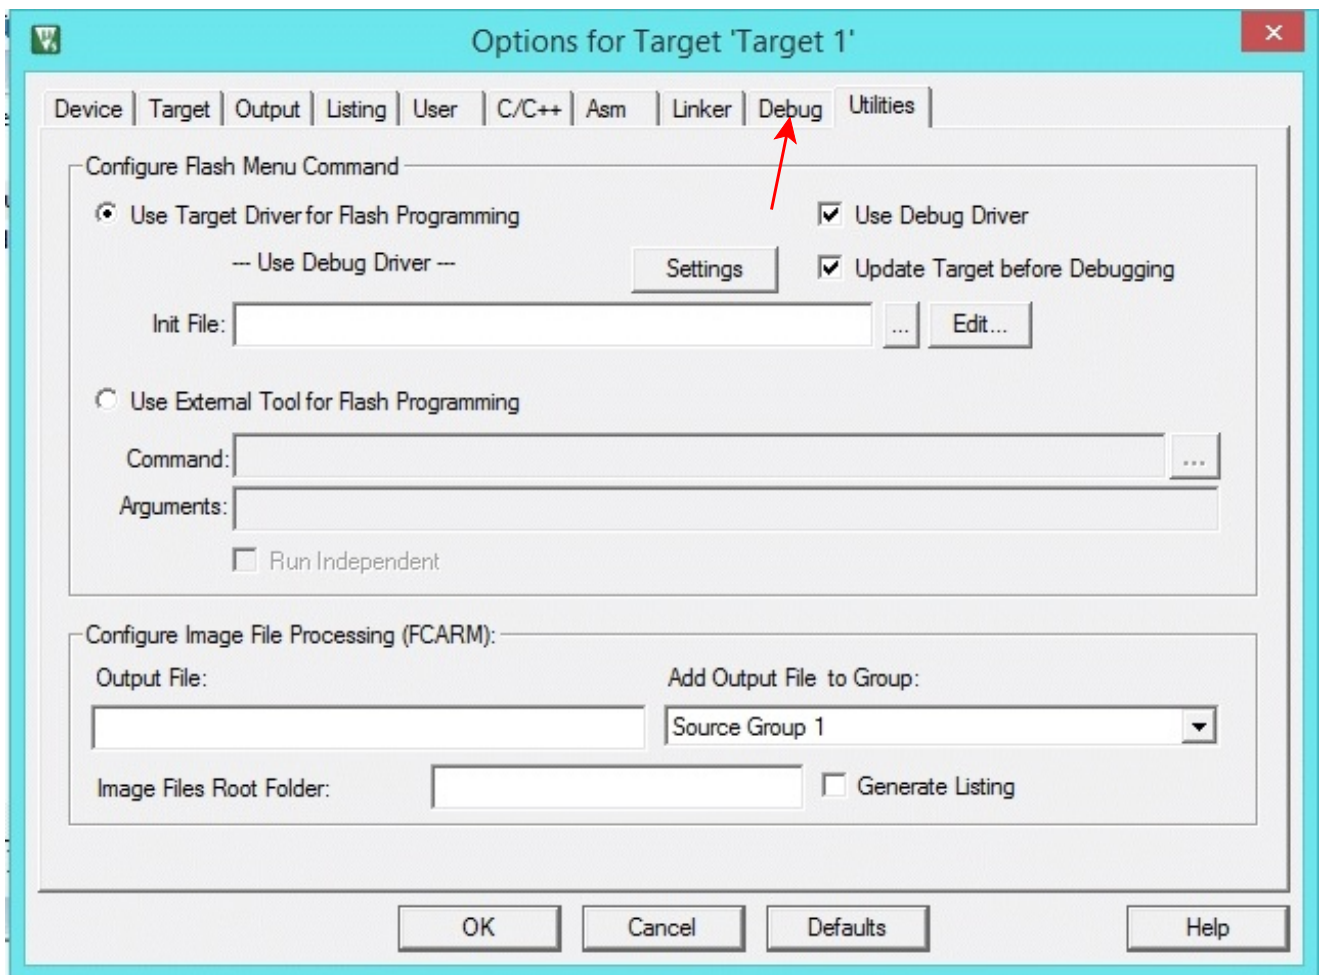 Options for Target 'Target 1'
Device Target Output Listing User C/C++ Asm Linker Debug Utilities
Configure Flash Menu Command
Use Target Driver for Flash Programming Use Debug Driver
--- Use Debug Driver --- Settings Update Target before Debugging
Init File: ... Edit...
Use External Tool for Flash Programming
Command: ...
Arguments:
Run Independent
Configure Image File Processing (FCARM):
Output File: Add Output File to Group:
Source Group 1
Image Files Root Folder: Generate Listing
OK Cancel Defaults Help